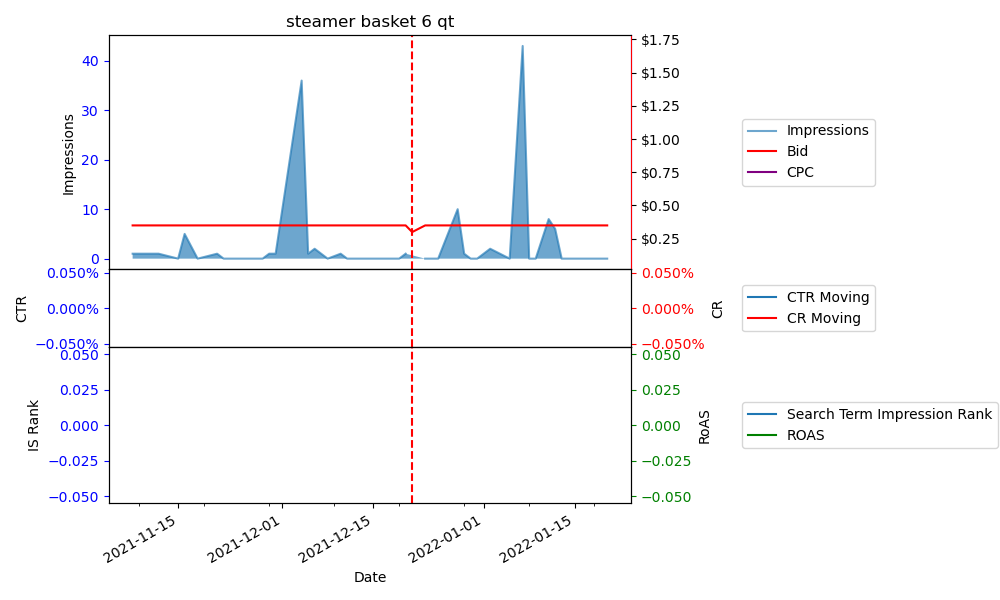 steamer basket 6 qt
Impressions
40
30
20
10
0
$1.75
$1.50
$1.25
$1.00
$0.75
$0.50
$0.25
Impressions
Bid
CPC
CTR
0.050%
0.000%
−0.050%
0.050%
0.000%
−0.050%
CR
CTR Moving
CR Moving
IS Rank
0.050
0.025
0.000
−0.025
−0.050
0.050
0.025
0.000
−0.025
−0.050
RoAS
Search Term Impression Rank
ROAS
2021-11-15
2021-12-01
2021-12-15
2022-01-01
2022-01-15
Date